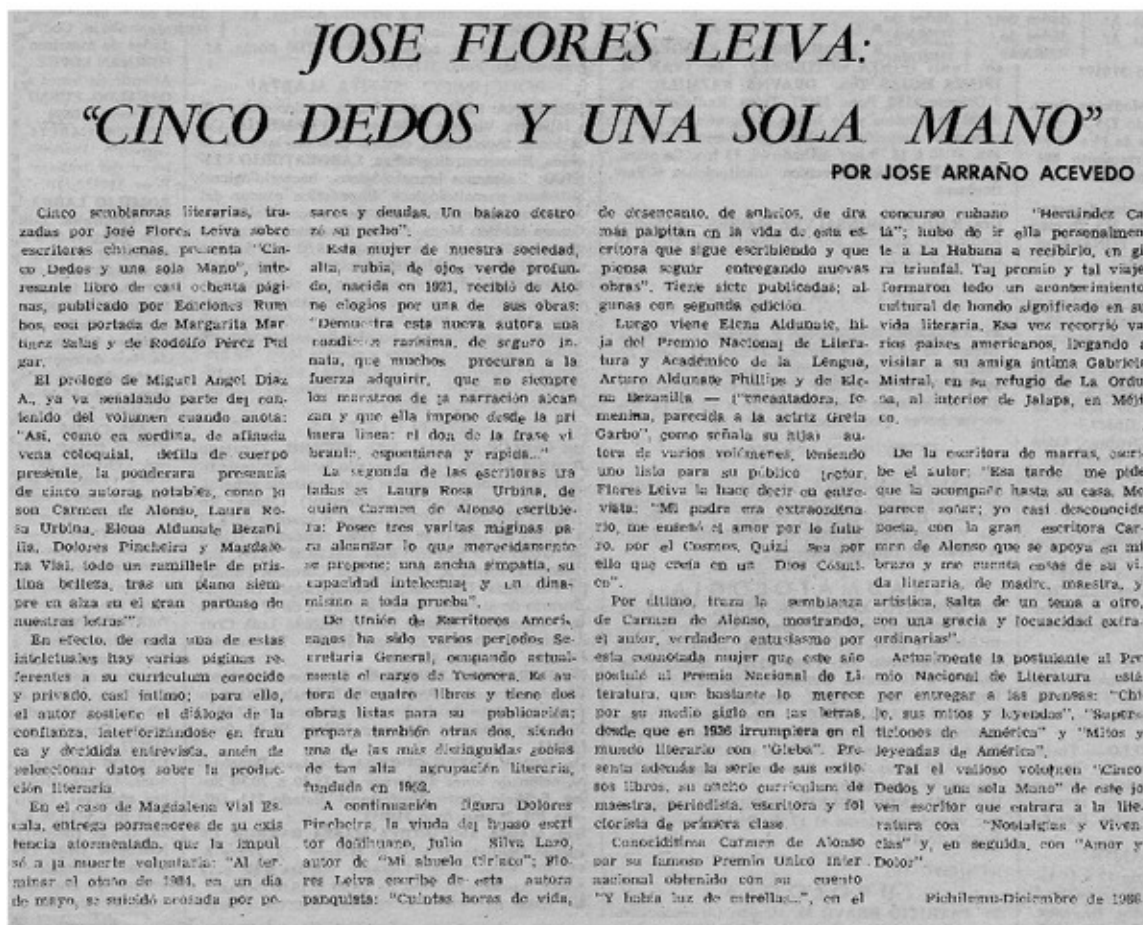 JOSE FLORES LEIVA:
“CINCO DEDOS Y UNA SOLA MANO”
POR JOSE ARRAÑO ACEVEDO
Cinco semblanzas literarias, tra-
zadas por José Flores Leiva sobre
escritoras chilenas, presenta "Cin-
co Dedos y una sola Mano", inte-
resante libro de casi ochenta pági-
nas, publicado por Ediciones Rum
bos, con portada de Margarita Mar
tínez Salas y de Rodolfo Pérez Pul
gar.
El prólogo de Miguel Angel Díaz
A., ya va señalando parte del con-
tenido del volumen cuando anota:
"Así, como en sordina, de afinada
vena coloquial, defila de cuerpo
presente, la ponderara presencia
de cinco autoras notables, como lo
son Carmen de Alonso, Laura Ro-
sa Urbina, Elena Aldunate Bezani
lla, Dolores Pincheira y Magdale-
na Vial, todo un ramillete de prís-
tina belleza, tras un plano siem-
pre en alza en el gran parnaso de
nuestras letras'".
En efecto, de cada una de estas
intelctuales hay varias páginas re-
ferentes a su curriculum conocido
y privado, casi íntimo; para ello,
el autor sostiene el diálogo de la
confianza, interiorizándose en fran
ca y decidida entrevista, amén de
seleccionar datos sobre la produc-
ción literaria.
En el caso de Magdalena Vial Es-
cala, entrega pormenores de su exis
tencia atormentada, que la impul
só a la muerte voluntaria: "Al ter-
minar el otoño de 1984, en un día
de mayo, se suicidó acosada por pe-
sares y deudas. Un balazo destro
zó su pecho".
Esta mujer de nuestra sociedad,
alta, rubia, de ojos verde profun-
do, nacida en 1921, recibió de Alo-
ne elogios por una de sus obras:
"Demuestra esta nueva autora una
condición rarísima, de seguro in-
nata, que muchos procuran a la
fuerza adquirir, que no siempre
los maestros de la narración alcan
zan y que ella impone desde la pri
mera línea: el don de la frase vi
brante, espontánea y rápida..."
La segunda de las escritoras tra
tadas es Laura Rosa Urbina, de
quien Carmen de Alonso escribie-
ra: Posee tres varitas máginas pa-
ra alcanzar lo que merecidamente
se propone: una ancha simpatía, su
capacidad intelectual y un dina-
mismo a toda prueba".
De Unión de Escritores Ameri-
canos ha sido varios períodos Se-
cretaria General, ocupando actual-
mente el cargo de Tesorera. Es au-
tora de cuatro libros y tiene dos
obras listas para su publicación;
prepara también otras dos, siendo
una de las más distinguidas socias
de tan alta agrupación literaria,
fundada en
A continuación figura Dolores
Pincheira, la viuda del huaso escri
tor doñihuano, Julio Silva Lazo,
autor de "Mi abuelo Ciriaco"; Flo-
res Leiva escribe de esta autora
panquista: "Cuántas horas de vida,
de desencanto, de anhelos, de dra
mas palpitan en la vida de esta es-
critora que sigue escribiendo y que
piensa seguir entregando nuevas
obras". Tiene siete publicadas; al-
gunas con segunda edición.
Luego viene Elena Aldunate, hi-
ja del Premio Nacional de Litera-
tura y Académico de la Léngua,
Arturo Aldunate Phillips y de Ele-
na Bezanilla — ("encantadora, fe-
menina, parecida a la actriz Greta
Garbo", como señala su hija) au-
tora de varios volúmenes, teniendo
uno listo para su público lector.
Flores Leiva la hace decir en entre-
vista: "Mi padre era extraordina-
rio, me enseñó el amor por lo futu-
ro, por el Cosmos, Quizá sea por
ello que creía en un Dios Cósmi-
co".
Por último, traza la semblanza
de Carmen de Alonso, mostrando,
el autor, verdadero entusiasmo por
esta connotada mujer que este año
postuló al Premio Nacional de Li-
teratura, que bastante lo merece
por su medio siglo en las letras,
desde que en 1936 irrumpiera en el
mundo literario con "Gleba". Pre-
senta además la serie de sus exito-
sos libros, su ancho curriculum de
maestra, periodista, escritora y fol
clorista de primera clase.
Conocidísima Carmen de Alonso
por su famoso Premio Unico Inter
nacional obtenido con su cuento
"Y había luz de estrellas...", en el
concurso cubano "Hernández Ca
tá"; hubo de ir ella personalmen
te a La Habana a recibirlo, en gi
ra triunfal. Tal premio y tal viaje
formaron todo un acontecimiento
cultural de hondo significado en su
vida literaria. Esa vez recorrió va
rios países americanos, llegando a
visitar a su amiga íntima Gabriela
Mistral, en su refugio de La Ordu
ña, al interior de Jalapa, en Méji
co.
De la escritora de marras, escri-
be el autor: "Esa tarde me pide
que la acompañe hasta su casa. Me
parece soñar; yo casi desconocido
poeta, con la gran escritora Car-
men de Alonso que se apoya en mi
brazo y me cuenta cosas de su vi-
da literaria, de madre, maestra, y
artística. Salta de un tema a otro,
con una gracia y locuacidad extra-
ordinarias".
Actualmente la postulante al Pre
mio Nacional de Literatura está
por entregar a las prensas: "Chi
le, sus mitos y leyendas", "Supers
ticiones de América" y "Mitos y
leyendas de América".
Tal el valioso volumen "Cinco
Dedos y una sola Mano" de este jo
ven escritor que entrara a la lite-
ratura con "Nostalgias y Viven
cias" y, en seguida, con "Amor y
Dolor".
Pichilemu-Diciembre de 1986